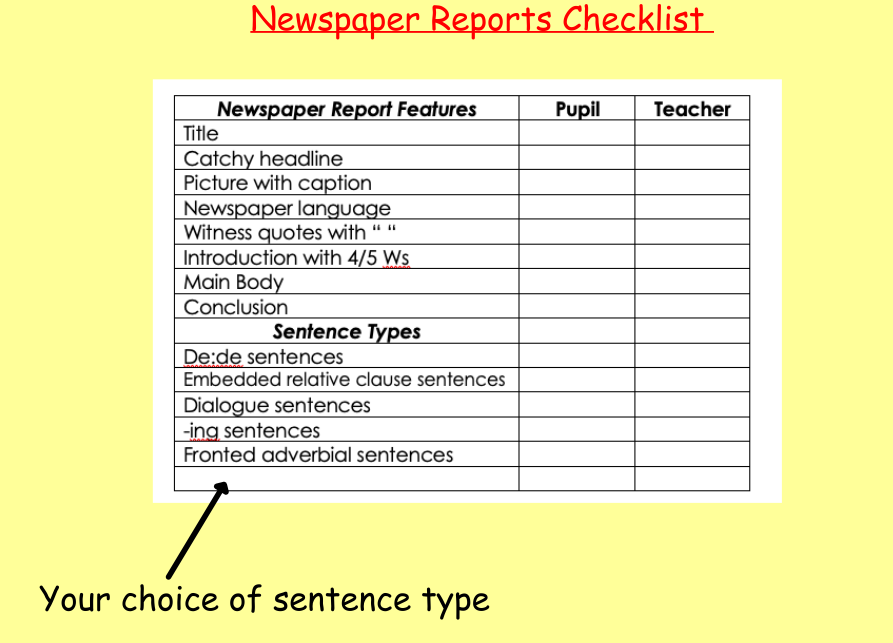 Newspaper Reports Checklist
Newspaper Report Features Pupil Teacher
Title
Catchy headline
Picture with caption
Newspaper language
Witness quotes with “ “
Introduction with 4/5 Ws
Main Body
Conclusion
Sentence Types
De:de sentences
Embedded relative clause sentences
Dialogue sentences
-ing sentences
Fronted adverbial sentences
Your choice of sentence type